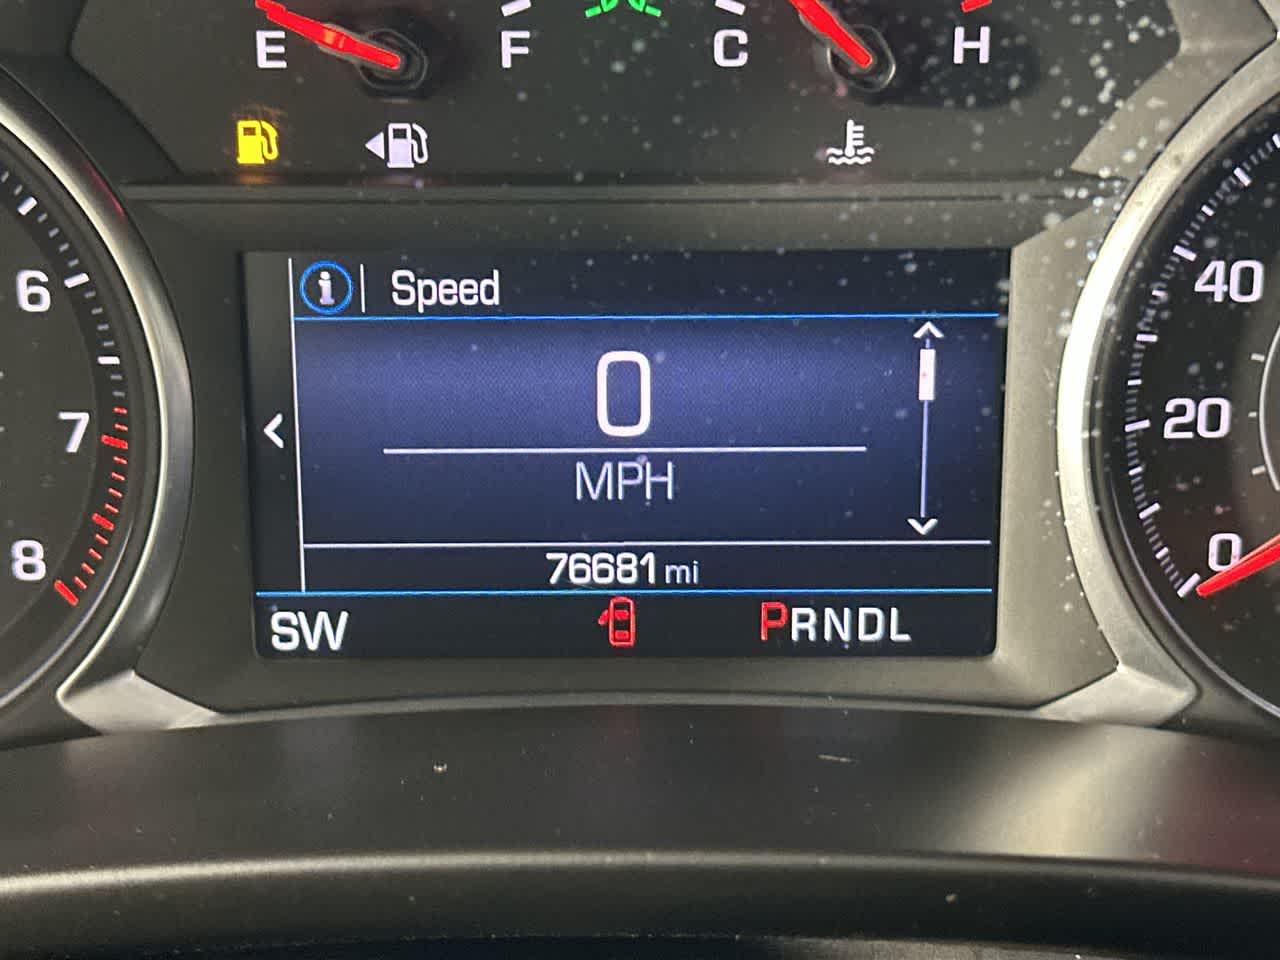 E F C H
i Speed
6 40
0
7 20
MPH
8 0
76681 mi
SW PRNDL